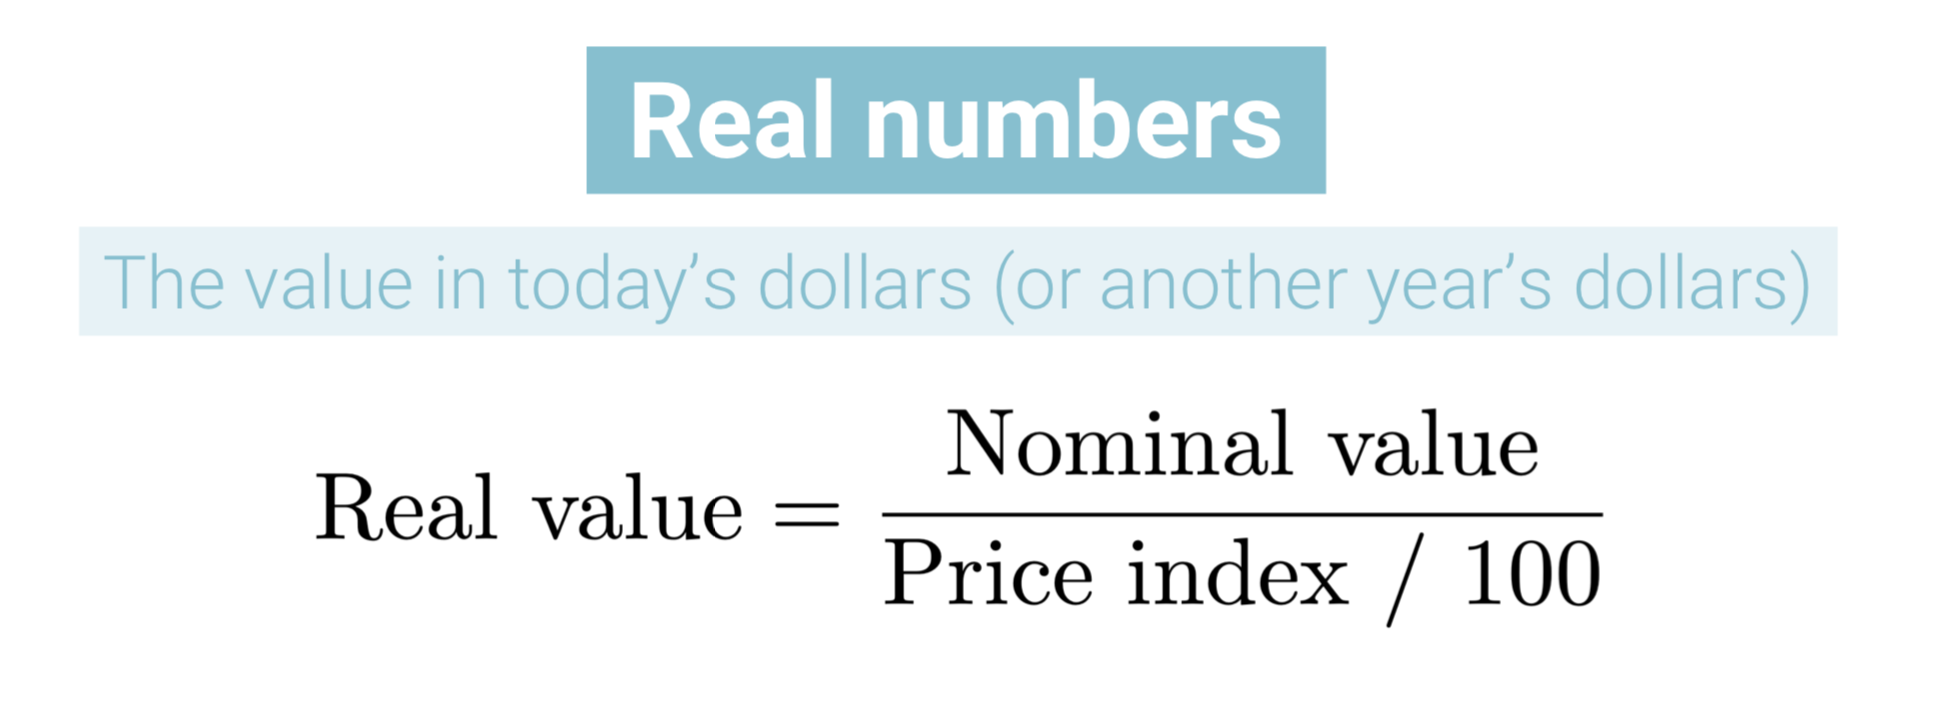 Real numbers
The value in today’s dollars (or another year’s dollars)
Real value = Nominal value
Price index / 100